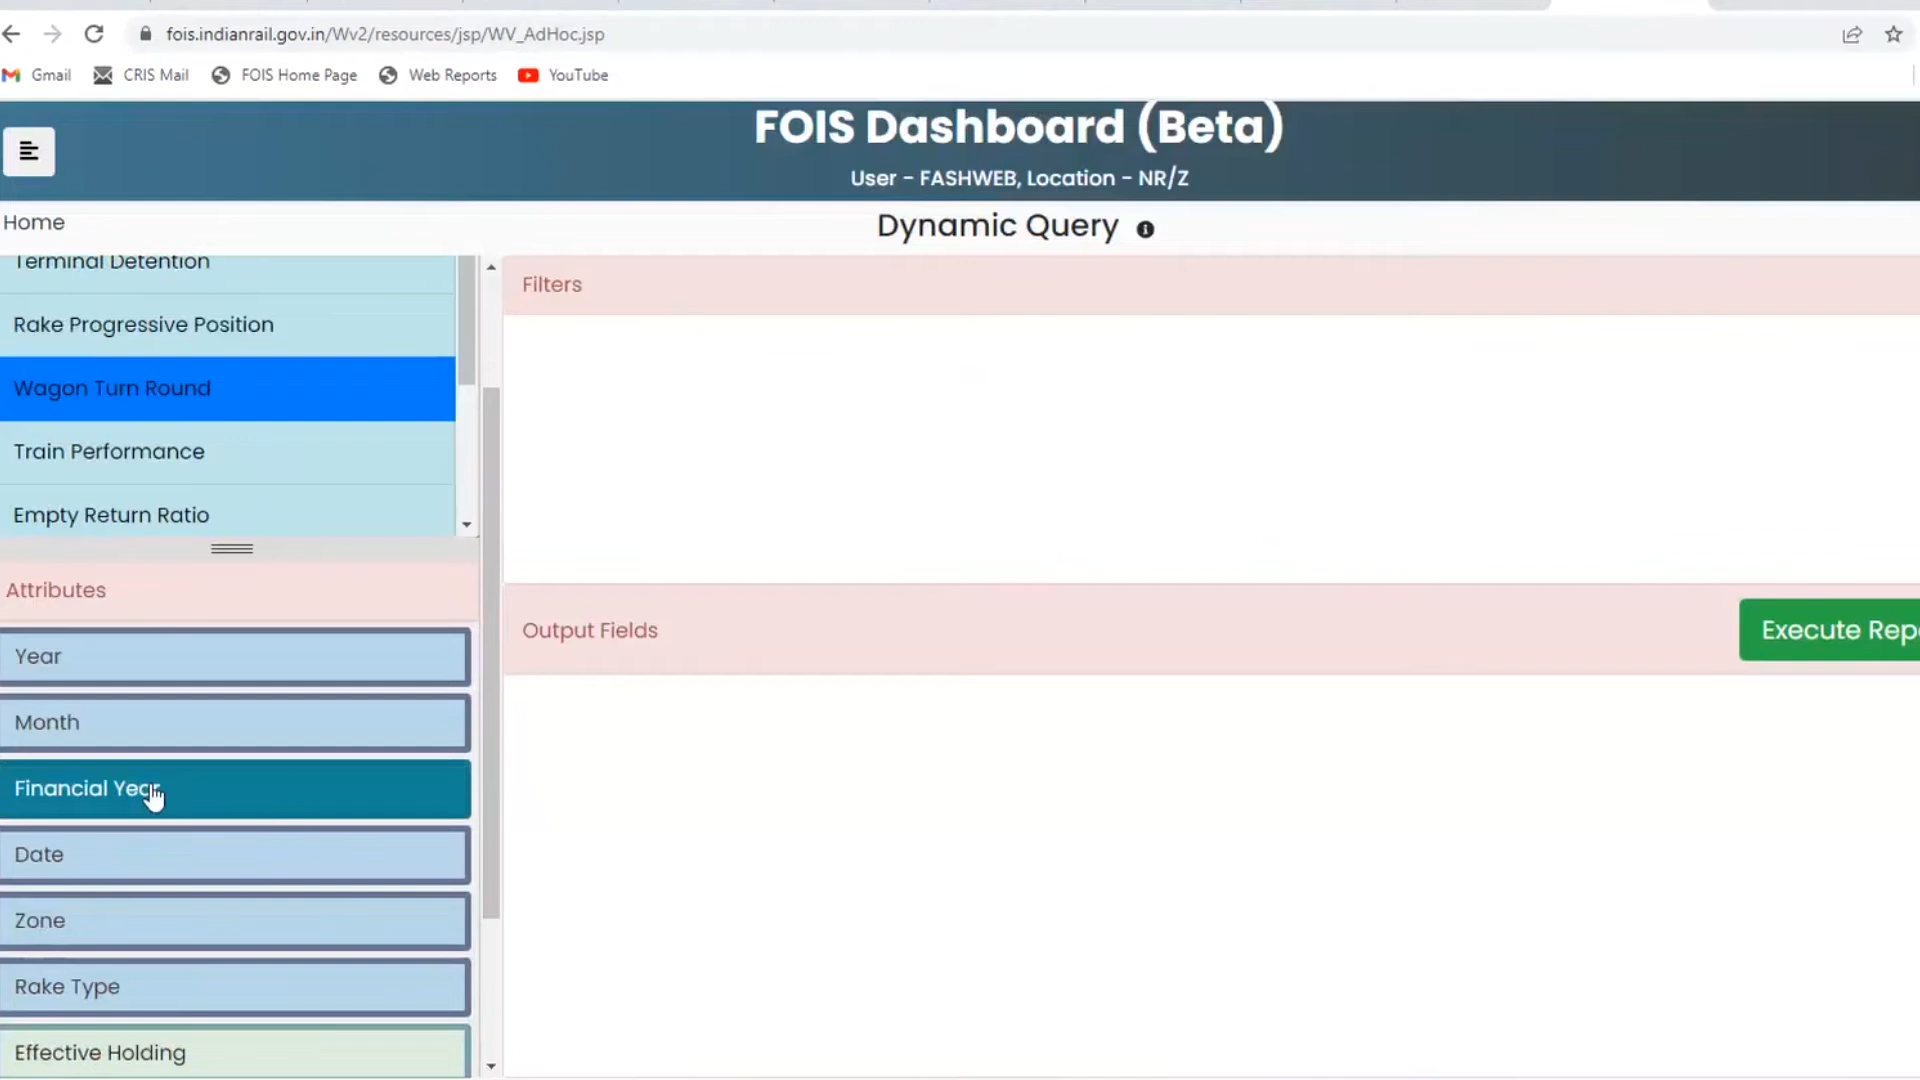 fois.indianrail.gov.in/Wv2/resources/jsp/WV_AdHoc.jsp
Gmail CRIS Mail FOIS Home Page Web Reports YouTube
FOIS Dashboard (Beta)
User - FASHWEB, Location - NR/Z
Home
Dynamic Query
Terminal Detention
Rake Progressive Position
Wagon Turn Round
Train Performance
Empty Return Ratio
Filters
Attributes
Year
Month
Financial Year
Date
Zone
Rake Type
Effective Holding
Output Fields
Execute Repo